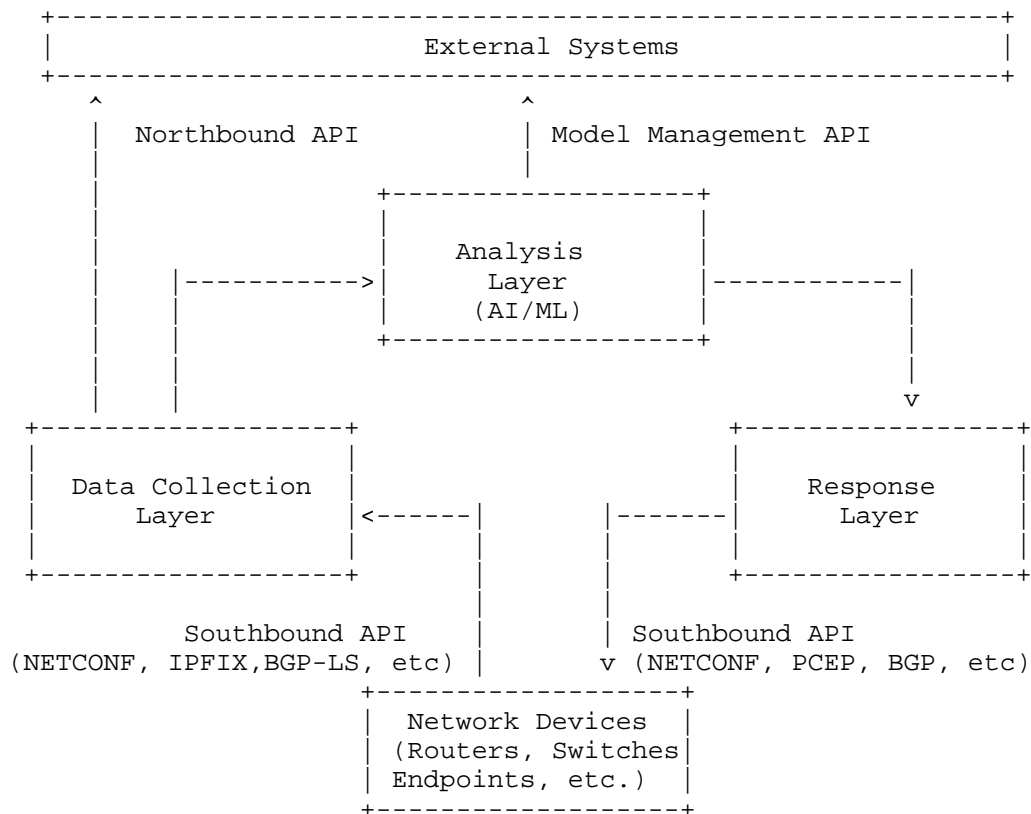 External Systems
Northbound API
Model Management API
Analysis
Layer
(AI/ML)
Data Collection
Layer
Response
Layer
Southbound API
(NETCONF, IPFIX,BGP-LS, etc)
Southbound API
(NETCONF, PCEP, BGP, etc)
Network Devices
(Routers, Switches
Endpoints, etc.)